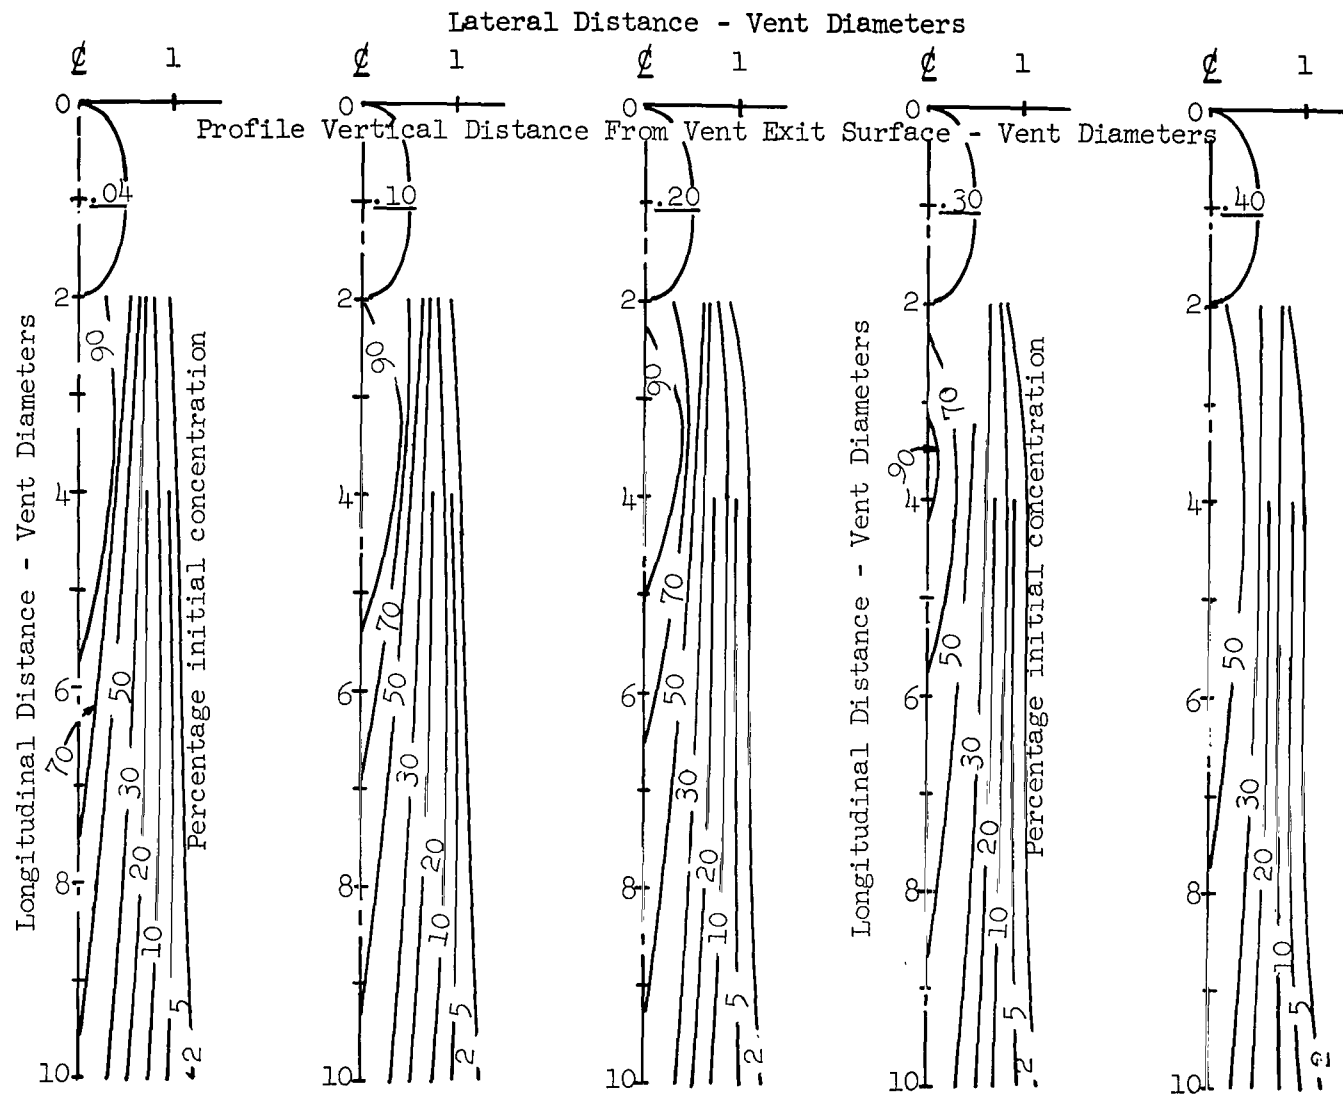 Lateral Distance - Vent Diameters
₵ 1 ₵ 1 ₵ 1 ₵ 1 ₵ 1
0 0 0 0 0
Profile Vertical Distance From Vent Exit Surface - Vent Diameters
.04 .10 .20 .30 .40
2 2 2 2 2
4 4 4 4 4
6 6 6 6 6
8 8 8 8 8
10 10 10 10 10
Longitudinal Distance - Vent Diameters
90
70
50
30
20
10
5
2
Percentage initial concentration
90
70
50
30
20
10
5
2
90
70
50
30
20
10
5
2
Longitudinal Distance - Vent Diameters
90
70
50
30
20
10
5
2
Percentage initial concentration
50
30
20
10
5
2